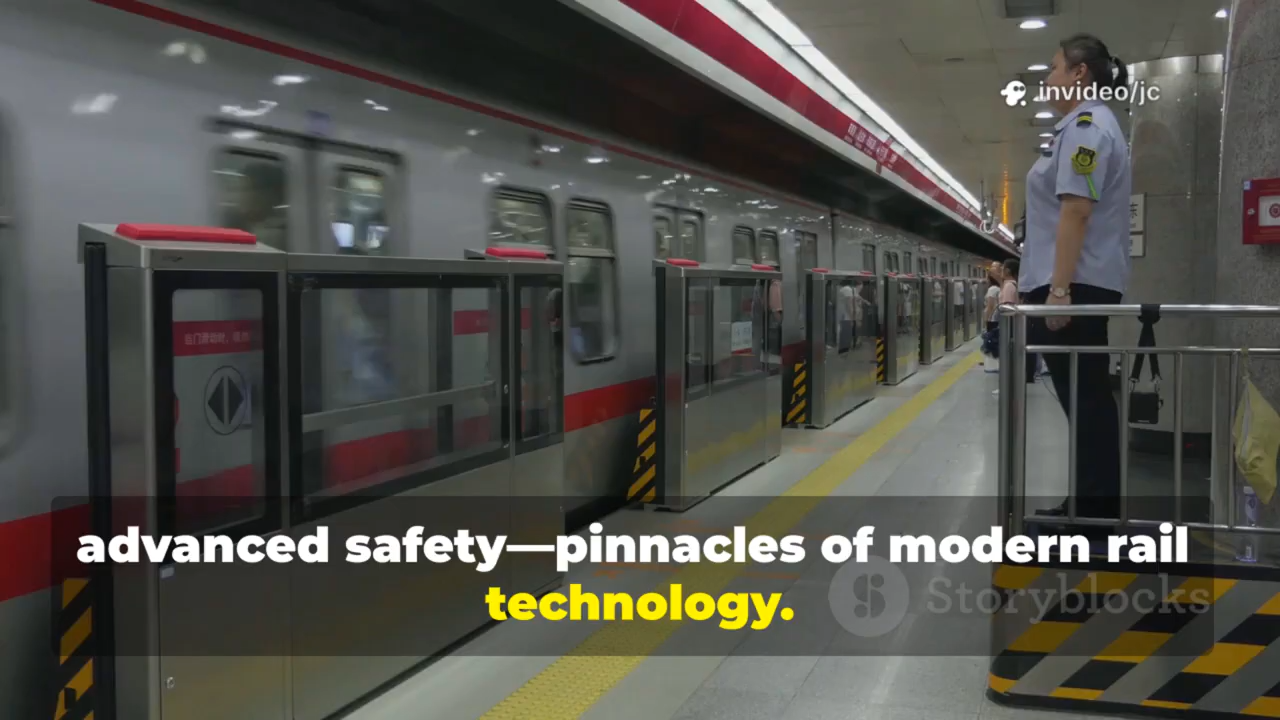 invideo/jc
advanced safety—pinnacles of modern rail
technology.
Storyblocks